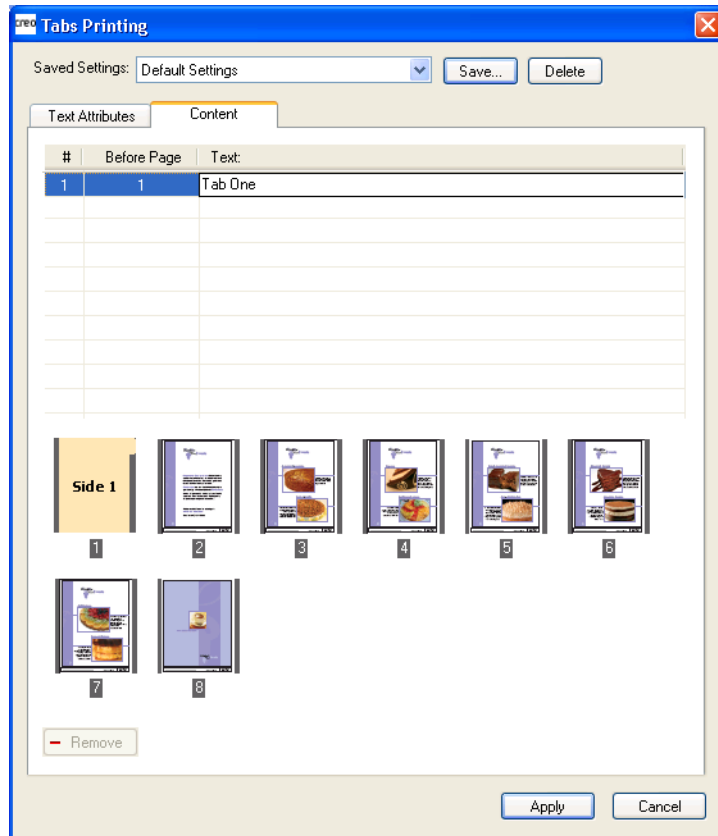 creo Tabs Printing
Saved Settings: Default Settings Save... Delete
Text Attributes Content
# Before Page Text:
1 1 Tab One
Side 1
1 2 3 4 5 6
7 8
Remove
Apply Cancel